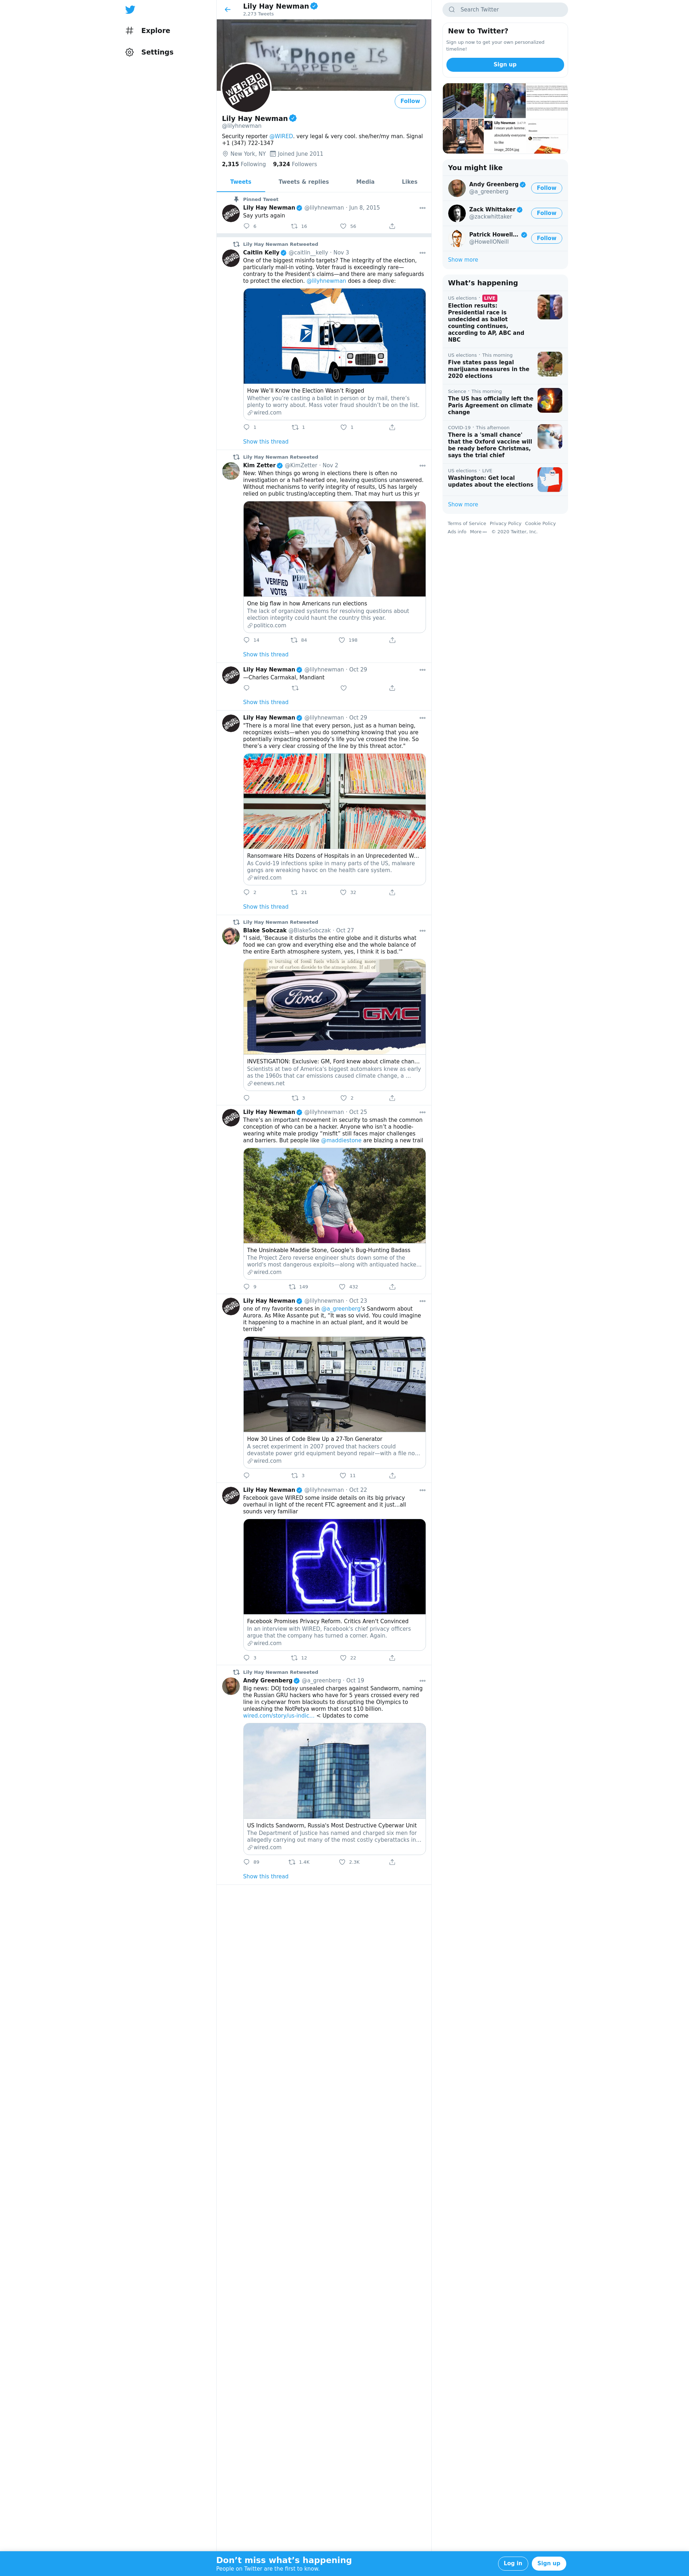 Explore
Settings
Lily Hay Newman
2,273 Tweets
This Phone Is
TAPPED
WIRED
UNION
Follow
Lily Hay Newman
@lilyhnewman
Security reporter @WIRED. very legal & very cool. she/her/my man. Signal
+1 (347) 722-1347
New York, NY Joined June 2011
2,315 Following 9,324 Followers
Tweets Tweets & replies Media Likes
Pinned Tweet
Lily Hay Newman @lilyhnewman · Jun 8, 2015
Say yurts again
6 14 56
Lily Hay Newman Retweeted
Caitlin Kelly @caitlin__kelly · Nov 3
One of the biggest misinfo targets? The integrity of the election,
particularly mail-in voting. Voter fraud is exceedingly rare—
contrary to the President's claims—and there are many safeguards
to protect the election. @lilyhnewman does a deep dive:
How We'll Know the Election Wasn't Rigged
Whether you're casting a ballot in person or by mail, there's
plenty to worry about. Mass voter fraud shouldn't be on the list.
wired.com
1 1 1
Show this thread
Lily Hay Newman Retweeted
Kim Zetter @KimZetter · Nov 2
New: When things go wrong in elections there is often no
investigation or a half-hearted one, leaving questions unanswered.
Without mechanisms to verify integrity of results, US has largely
relied on public trusting/accepting them. That may hurt us this yr
VERIFIED
VOTES
One big flaw in how Americans run elections
The lack of organized systems for resolving questions about
election integrity could haunt the country this year.
politico.com
14 84 198
Show this thread
Lily Hay Newman @lilyhnewman · Oct 29
—Charles Carmakal, Mandiant
Show this thread
Lily Hay Newman @lilyhnewman · Oct 29
"There is a moral line that every person, just as a human being,
recognizes exists—when you do something knowing that you are
potentially impacting somebody's life you've crossed the line. So
there's a very clear crossing of the line by this threat actor."
Ransomware Hits Dozens of Hospitals in an Unprecedented W...
As Covid-19 infections spike in many parts of the US, malware
gangs are wreaking havoc on the health care system.
wired.com
2 21 32
Show this thread
Lily Hay Newman Retweeted
Blake Sobczak @BlakeSobczak · Oct 27
"I said, 'Because it disturbs the entire globe and it disturbs what
food we can grow and everything else and the whole balance of
the entire Earth atmosphere system, yes, I think it is bad.'"
Ford
GMC
INVESTIGATION: Exclusive: GM, Ford knew about climate chan...
Scientists at two of America's biggest automakers knew as early
as the 1960s that car emissions caused climate change, a ...
eenews.net
3 2
Lily Hay Newman @lilyhnewman · Oct 25
There's an important movement in security to smash the common
conception of who can be a hacker. Anyone who isn't a hoodie-
wearing white male prodigy "misfit" still faces major challenges
and barriers. But people like @maddiestone are blazing a new trail
The Unsinkable Maddie Stone, Google's Bug-Hunting Badass
The Project Zero reverse engineer shuts down some of the
world's most dangerous exploits—along with antiquated hacke...
wired.com
9 149 432
Lily Hay Newman @lilyhnewman · Oct 23
one of my favorite scenes in @a_greenberg's Sandworm about
Aurora. As Mike Assante put it, "It was so vivid. You could imagine
it happening to a machine in an actual plant, and it would be
terrible"
How 30 Lines of Code Blew Up a 27-Ton Generator
A secret experiment in 2007 proved that hackers could
devastate power grid equipment beyond repair—with a file no...
wired.com
3 11
Lily Hay Newman @lilyhnewman · Oct 22
Facebook gave WIRED some inside details on its big privacy
overhaul in light of the recent FTC agreement and it just...all
sounds very familiar
Facebook Promises Privacy Reform. Critics Aren't Convinced
In an interview with WIRED, Facebook's chief privacy officers
argue that the company has turned a corner. Again.
wired.com
3 12 22
Lily Hay Newman Retweeted
Andy Greenberg @a_greenberg · Oct 19
Big news: DOJ today unsealed charges against Sandworm, naming
the Russian GRU hackers who have for 5 years crossed every red
line in cyberwar from blackouts to disrupting the Olympics to
unleashing the NotPetya worm that cost $10 billion.
wired.com/story/us-indic... < Updates to come
US Indicts Sandworm, Russia's Most Destructive Cyberwar Unit
The Department of Justice has named and charged six men for
allegedly carrying out many of the most costly cyberattacks in...
wired.com
89 1.4K 2.3K
Show this thread
Search Twitter
New to Twitter?
Sign up now to get your own personalized
timeline!
Sign up
You might like
Andy Greenberg
@a_greenberg
Follow
Zack Whittaker
@zackwhittaker
Follow
Patrick Howell...
@HowellONeill
Follow
Show more
What's happening
US elections · LIVE
Election results:
Presidential race is
undecided as ballot
counting continues,
according to AP, ABC and
NBC
US elections · This morning
Five states pass legal
marijuana measures in the
2020 elections
Science · This morning
The US has officially left the
Paris Agreement on climate
change
COVID-19 · This afternoon
There is a 'small chance'
that the Oxford vaccine will
be ready before Christmas,
says the trial chief
US elections · LIVE
Washington: Get local
updates about the elections
Show more
Terms of Service Privacy Policy Cookie Policy
Ads info More © 2020 Twitter, Inc.
Don't miss what's happening
People on Twitter are the first to know.
Log in
Sign up